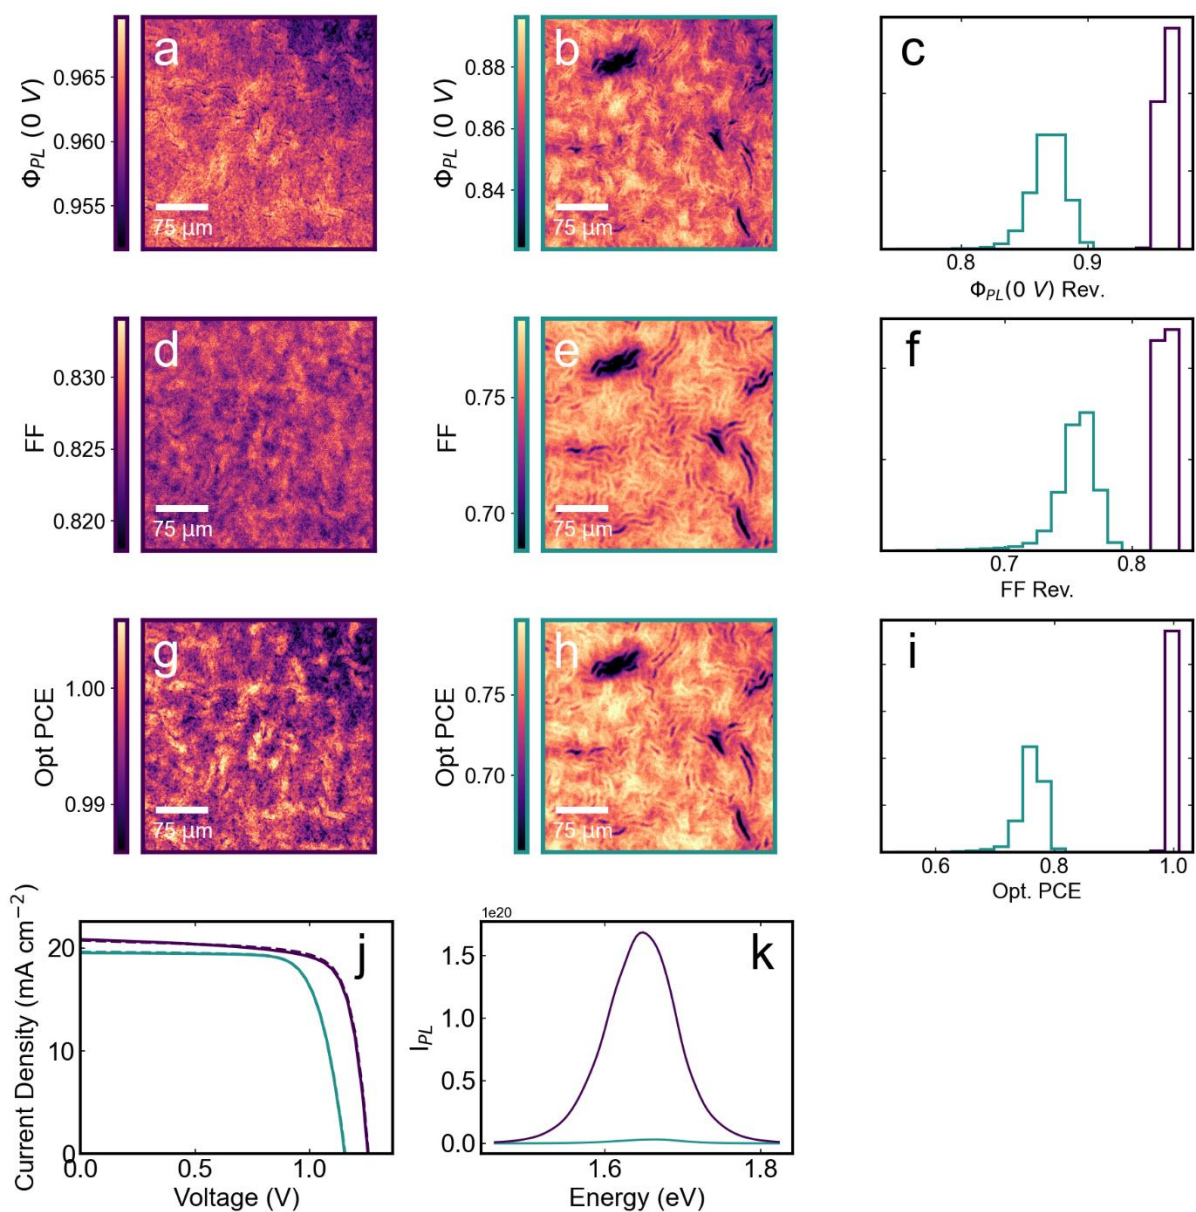 a
Φ_PL (0 V)
0.965
0.960
0.955
75 µm
b
Φ_PL (0 V)
0.88
0.86
0.84
75 µm
c
0.8 0.9
Φ_PL(0 V) Rev.
d
FF
0.830
0.825
0.820
75 µm
e
FF
0.75
0.70
75 µm
f
0.7 0.8
FF Rev.
g
Opt PCE
1.00
0.99
75 µm
h
Opt PCE
0.75
0.70
75 µm
i
0.6 0.8 1.0
Opt. PCE
j
Current Density (mA cm⁻²)
20
10
0
0.0 0.5 1.0
Voltage (V)
k
1e20
I_PL
1.5
1.0
0.5
0.0
1.6 1.8
Energy (eV)